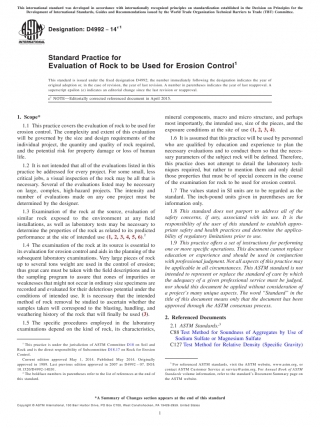 This international standard was developed in accordance with internationally recognized principles on standardization established in the Decision on Principles for the
Development of International Standards, Guides and Recommendations issued by the World Trade Organization Technical Barriers to Trade (TBT) Committee.
Designation: D4992 − 14´¹
Standard Practice for
Evaluation of Rock to be Used for Erosion Control¹
This standard is issued under the fixed designation D4992; the number immediately following the designation indicates the year of
original adoption or, in the case of revision, the year of last revision. A number in parentheses indicates the year of last reapproval. A
superscript epsilon (´) indicates an editorial change since the last revision or reapproval.
´¹ NOTE—Editorially corrected referenced document in April 2015.
1. Scope*
1.1 This practice covers the evaluation of rock to be used for
erosion control. The complexity and extent of this evaluation
will be governed by the size and design requirements of the
individual project, the quantity and quality of rock required,
and the potential risk for property damage or loss of human
life.
1.2 It is not intended that all of the evaluations listed in this
practice be addressed for every project. For some small, less
critical jobs, a visual inspection of the rock may be all that is
necessary. Several of the evaluations listed may be necessary
on large, complex, high-hazard projects. The intensity and
number of evaluations made on any one project must be
determined by the designer.
1.3 Examination of the rock at the source, evaluation of
similar rock exposed to the environment at any field
installations, as well as laboratory tests may be necessary to
determine the properties of the rock as related to its predicted
performance at the site of intended use (1, 2, 3, 4, 5, 6).²
1.4 The examination of the rock at its source is essential to
its evaluation for erosion control and aids in the planning of the
subsequent laboratory examinations. Very large pieces of rock
up to several tons weight are used in the control of erosion;
thus great care must be taken with the field descriptions and in
the sampling program to assure that zones of impurities or
weaknesses that might not occur in ordinary size specimens are
recorded and evaluated for their deleterious potential under the
conditions of intended use. It is necessary that the intended
method of rock removal be studied to ascertain whether the
samples taken will correspond to the blasting, handling, and
weathering history of the rock that will finally be used (3).
1.5 The specific procedures employed in the laboratory
examinations depend on the kind of rock, its characteristics,
mineral components, macro and micro structure, and perhaps
most importantly, the intended use, size of the pieces, and the
exposure conditions at the site of use (1, 2, 3, 4).
1.6 It is assumed that this practice will be used by personnel
who are qualified by education and experience to plan the
necessary evaluations and to conduct them so that the neces-
sary parameters of the subject rock will be defined. Therefore,
this practice does not attempt to detail the laboratory tech-
niques required, but rather to mention them and only detail
those properties that must be of special concern in the course
of the examination for rock to be used for erosion control.
1.7 The values stated in SI units are to be regarded as the
standard. The inch-pound units given in parentheses are for
information only.
1.8 This standard does not purport to address all of the
safety concerns, if any, associated with its use. It is the
responsibility of the user of this standard to establish appro-
priate safety and health practices and determine the applica-
bility of regulatory limitations prior to use.
1.9 This practice offers a set of instructions for performing
one or more specific operations. This document cannot replace
education or experience and should be used in conjunction
with professional judgment. Not all aspects of this practice may
be applicable in all circumstances. This ASTM standard is not
intended to represent or replace the standard of care by which
the adequacy of a given professional service must be judged,
nor should this document be applied without consideration of
a project's many unique aspects. The word “Standard” in the
title of this document means only that the document has been
approved through the ASTM consensus process.
2. Referenced Documents
2.1 ASTM Standards:³
C88 Test Method for Soundness of Aggregates by Use of
Sodium Sulfate or Magnesium Sulfate
C127 Test Method for Relative Density (Specific Gravity)
¹ This practice is under the jurisdiction of ASTM Committee D18 on Soil and
Rock and is the direct responsibility of Subcommittee D18.17 on Rock for Erosion
Control.
Current edition approved May 1, 2014. Published May 2014. Originally
approved in 1989. Last previous edition approved in 2007 as D4992 – 07. DOI:
10.1520/D4992-14E01.
² The boldface numbers in parentheses refer to the list of references at the end of
this standard.
³ For referenced ASTM standards, visit the ASTM website, www.astm.org, or
contact ASTM Customer Service at service@astm.org. For Annual Book of ASTM
Standards volume information, refer to the standard's Document Summary page on
the ASTM website.
*A Summary of Changes section appears at the end of this standard
Copyright © ASTM International, 100 Barr Harbor Drive, PO Box C700, West Conshohocken, PA 19428-2959. United States
1